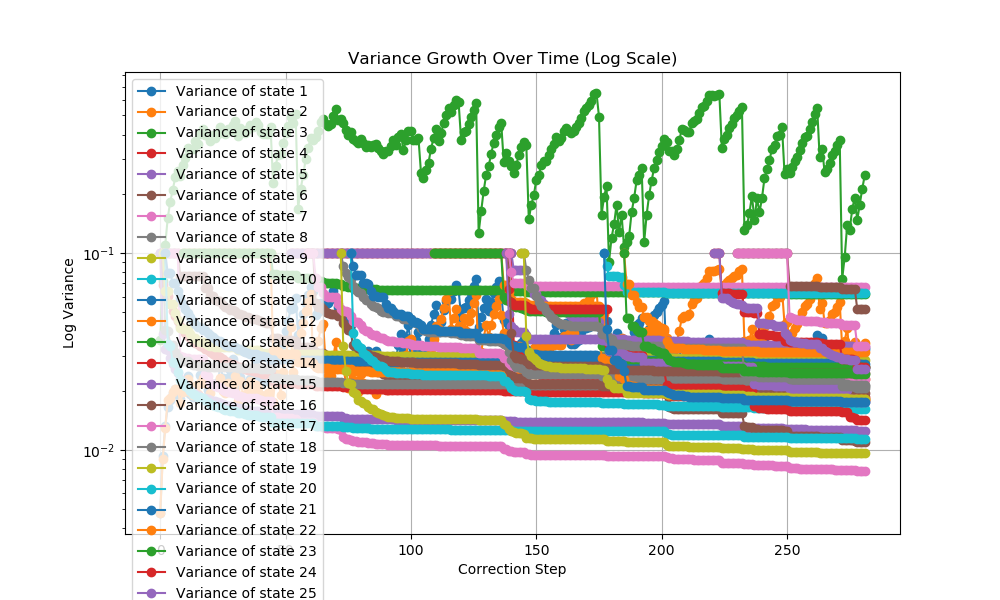 Variance Growth Over Time (Log Scale)
Log Variance
10⁻¹
10⁻²
Variance of state 1
Variance of state 2
Variance of state 3
Variance of state 4
Variance of state 5
Variance of state 6
Variance of state 7
Variance of state 8
Variance of state 9
Variance of state 10
Variance of state 11
Variance of state 12
Variance of state 13
Variance of state 14
Variance of state 15
Variance of state 16
Variance of state 17
Variance of state 18
Variance of state 19
Variance of state 20
Variance of state 21
Variance of state 22
Variance of state 23
Variance of state 24
Variance of state 25
100 150 200 250
Correction Step